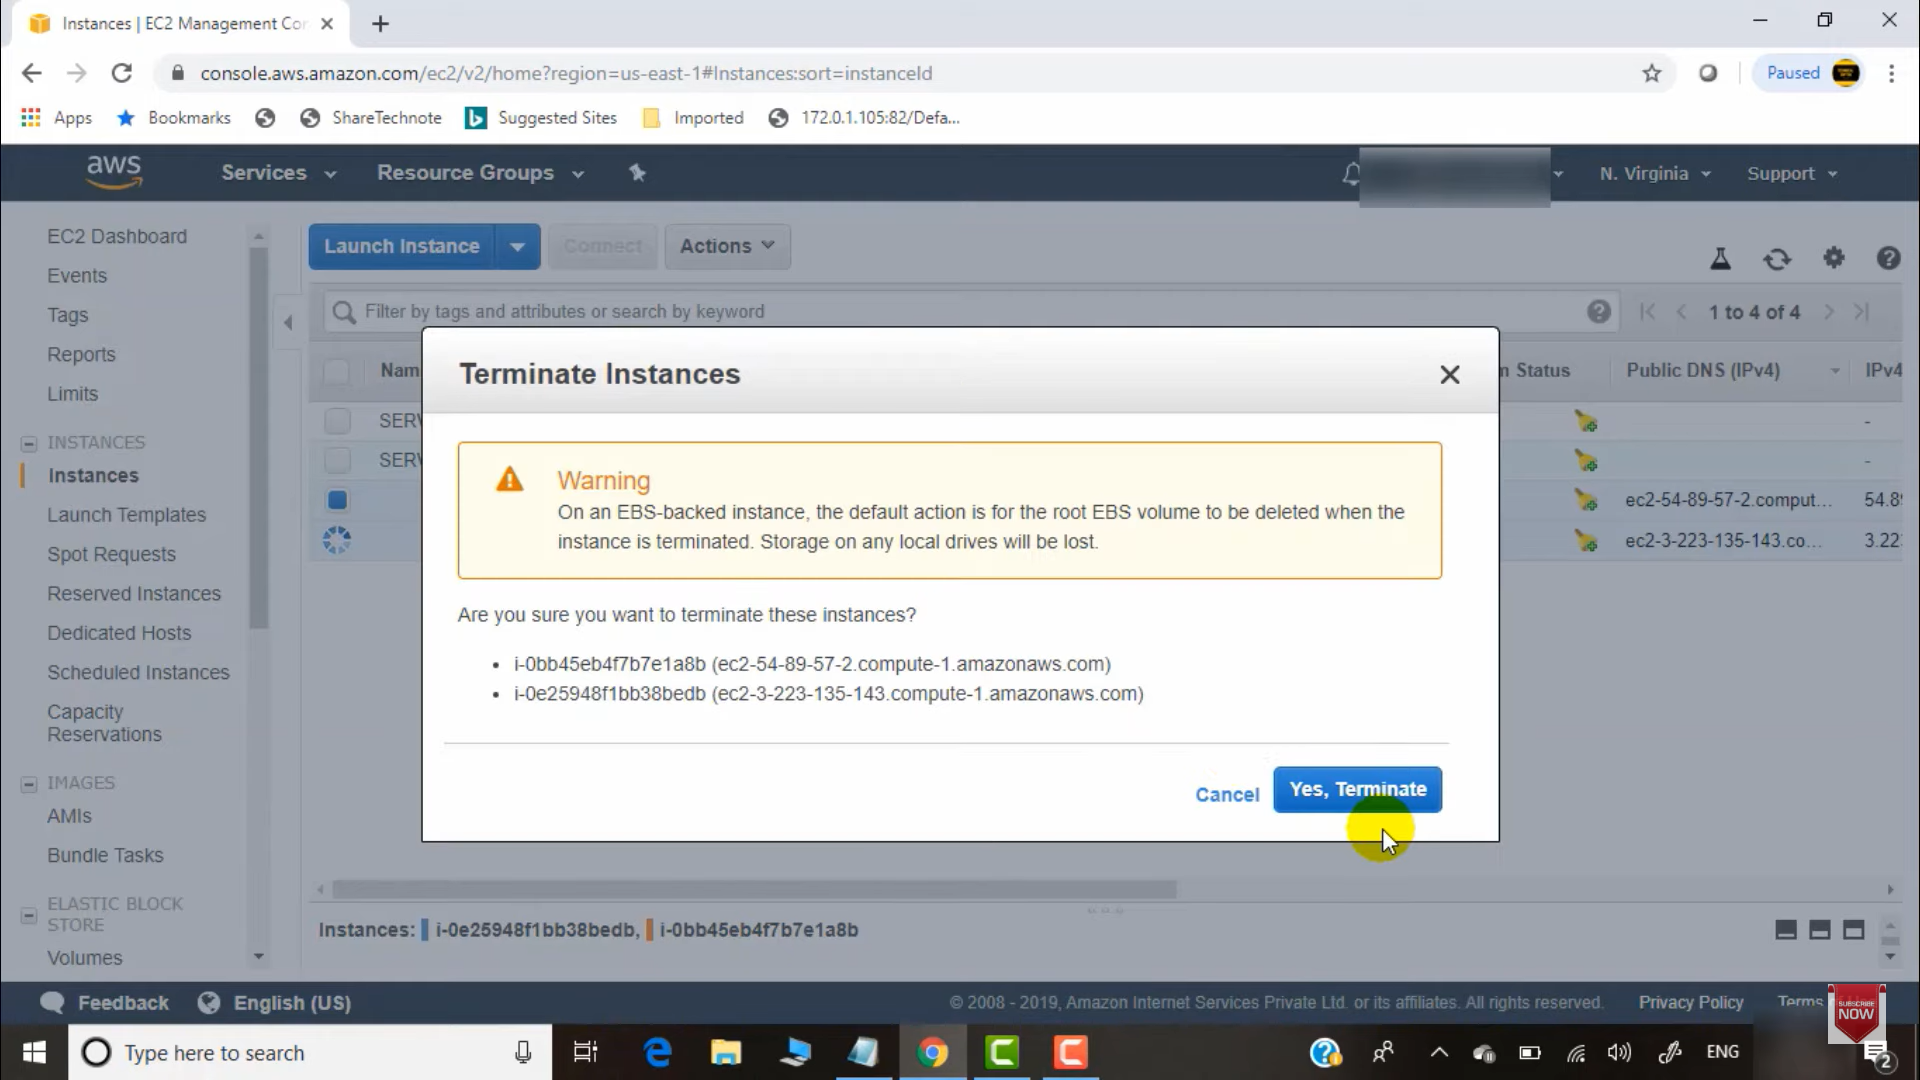 Instances | EC2 Management Cor
console.aws.amazon.com/ec2/v2/home?region=us-east-1#Instances:sort=instanceId
Paused
Apps
Bookmarks
ShareTechnote
Suggested Sites
Imported
172.0.1.105:82/Defa...
aws
Services
Resource Groups
N. Virginia
Support
EC2 Dashboard
Events
Tags
Reports
Limits
INSTANCES
Instances
Launch Templates
Spot Requests
Reserved Instances
Dedicated Hosts
Scheduled Instances
Capacity
Reservations
IMAGES
AMIs
Bundle Tasks
ELASTIC BLOCK
STORE
Volumes
Launch Instance
Connect
Actions
Filter by tags and attributes or search by keyword
1 to 4 of 4
Nam
n Status
Public DNS (IPv4)
IPv4
SERV
-
SERV
-
ec2-54-89-57-2.comput...
54.89
ec2-3-223-135-143.co...
3.223
Terminate Instances
Warning
On an EBS-backed instance, the default action is for the root EBS volume to be deleted when the
instance is terminated. Storage on any local drives will be lost.
Are you sure you want to terminate these instances?
• i-0bb45eb4f7b7e1a8b (ec2-54-89-57-2.compute-1.amazonaws.com)
• i-0e25948f1bb38bedb (ec2-3-223-135-143.compute-1.amazonaws.com)
Cancel
Yes, Terminate
Instances: i-0e25948f1bb38bedb, i-0bb45eb4f7b7e1a8b
Feedback
English (US)
© 2008 - 2019, Amazon Internet Services Private Ltd. or its affiliates. All rights reserved.
Privacy Policy
Terms
SUBSCRIBE
NOW
Type here to search
ENG
2